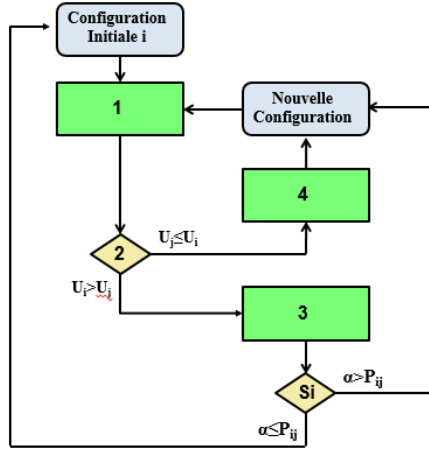 Configuration
Initiale i
1
Nouvelle
Configuration
4
2
Uj≤Ui
Ui>Uj
3
Si
α>Pij
α≤Pij